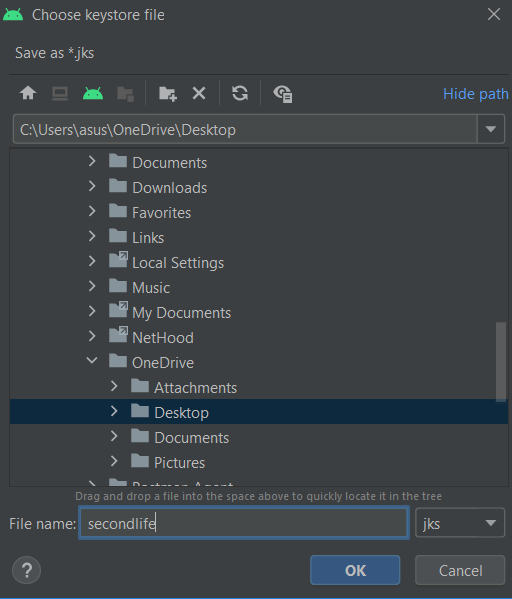 Choose keystore file
Save as *.jks
Hide path
C:\Users\asus\OneDrive\Desktop
Documents
Downloads
Favorites
Links
Local Settings
Music
My Documents
NetHood
OneDrive
Attachments
Desktop
Documents
Pictures
Postman Agent
Drag and drop a file into the space above to quickly locate it in the tree
File name: secondlife jks
? OK Cancel